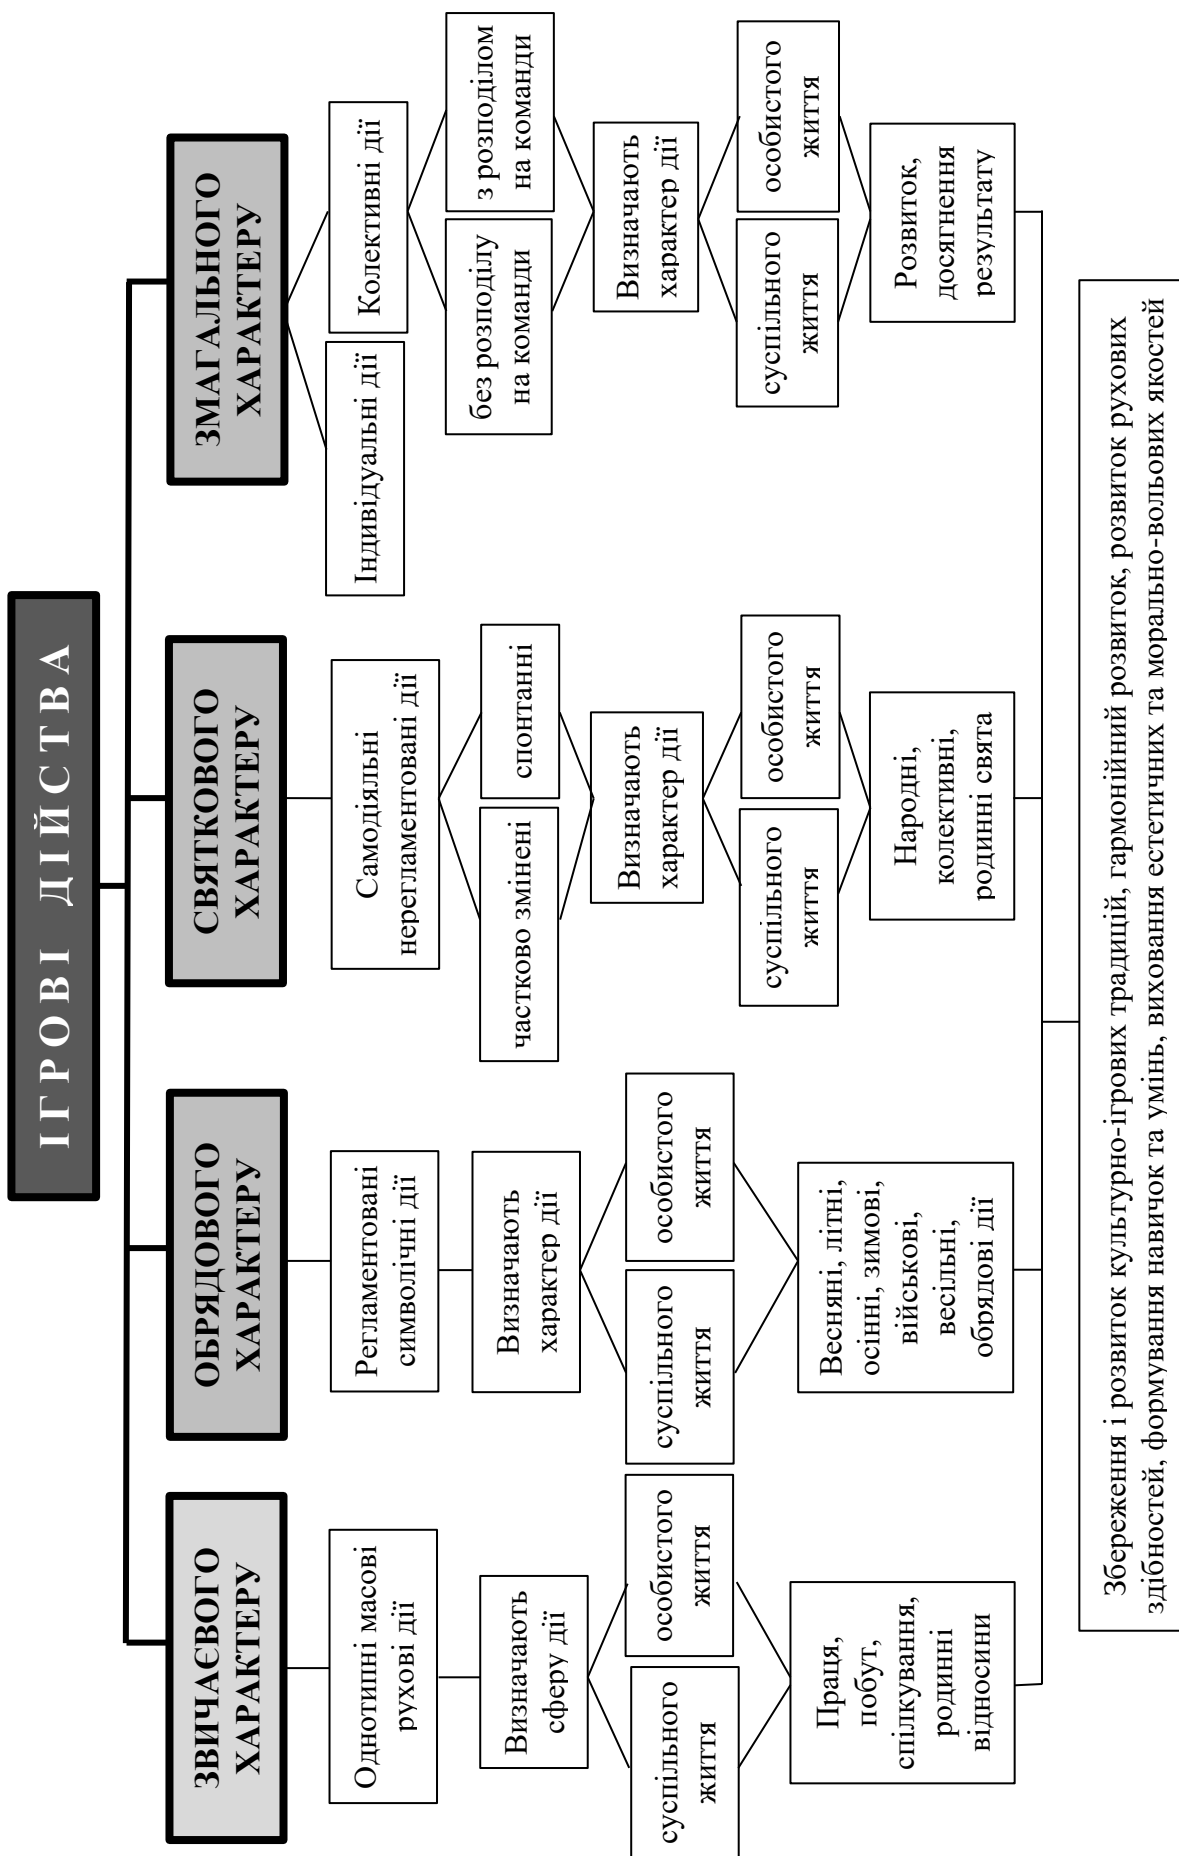 ІГРОВІ ДІЙСТВА
ЗВИЧАЄВОГО
ХАРАКТЕРУ
ОБРЯДОВОГО
ХАРАКТЕРУ
СВЯТКОВОГО
ХАРАКТЕРУ
ЗМАГАЛЬНОГО
ХАРАКТЕРУ
Однотипні масові
рухові дії
Регламентовані
символічні дії
Самодіяльні
нерегламентовані дії
Індивідуальні дії
Колективні дії
Визначають
сферу дії
Визначають
характер дії
частково змінені
спонтанні
без розподілу
на команди
з розподілом
на команди
суспільного
життя
особистого
життя
суспільного
життя
особистого
життя
Визначають
характер дії
Визначають
характер дії
суспільного
життя
особистого
життя
суспільного
життя
особистого
життя
Праця,
побут,
спілкування,
родинні
відносини
Весняні, літні,
осінні, зимові,
військові,
весільні,
обрядові дії
Народні,
колективні,
родинні свята
Розвиток,
досягнення
результату
Збереження і розвиток культурно-ігрових традицій, гармонійний розвиток, розвиток рухових
здібностей, формування навичок та умінь, виховання естетичних та морально-вольових якостей